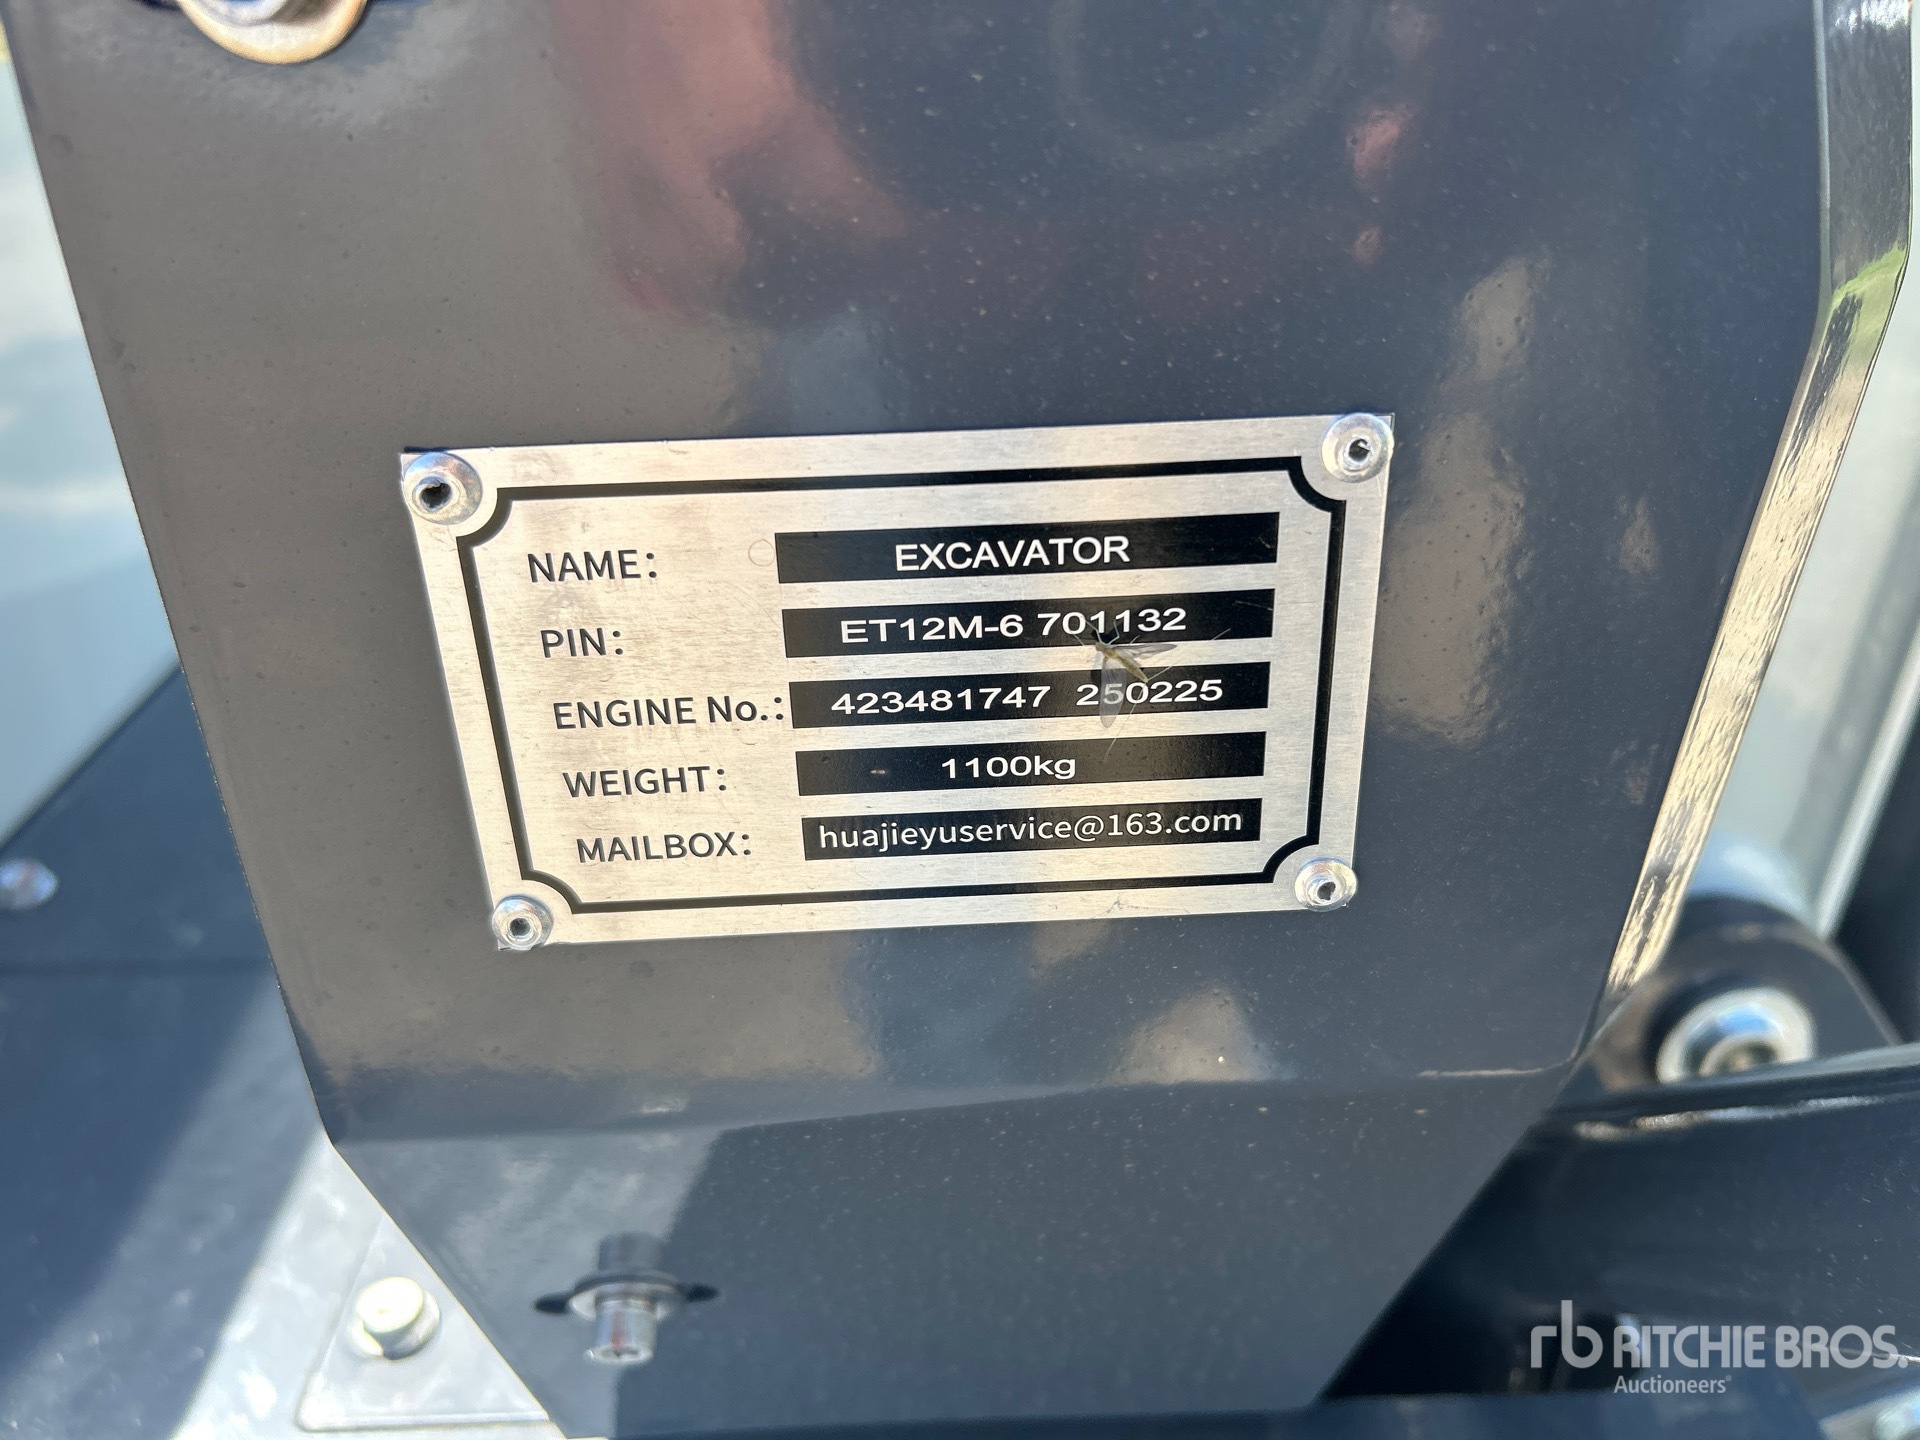 NAME: EXCAVATOR
PIN: ET12M-6 701132
ENGINE No.: 423481747 250225
WEIGHT: 1100kg
MAILBOX: huajieyuservice@163.com
rb RITCHIE BROS.
Auctioneers®